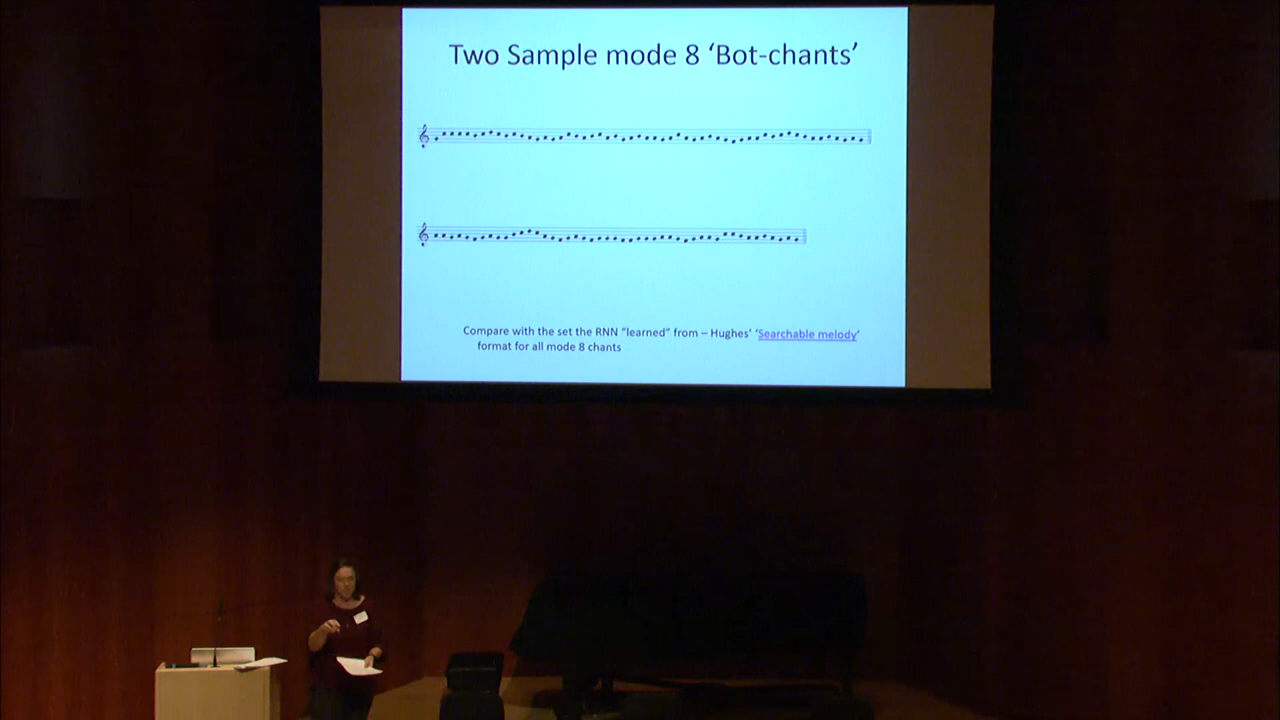 Two Sample mode 8 ‘Bot-chants’
Compare with the set the RNN “learned” from – Hughes’ ‘Searchable melody’
format for all mode 8 chants